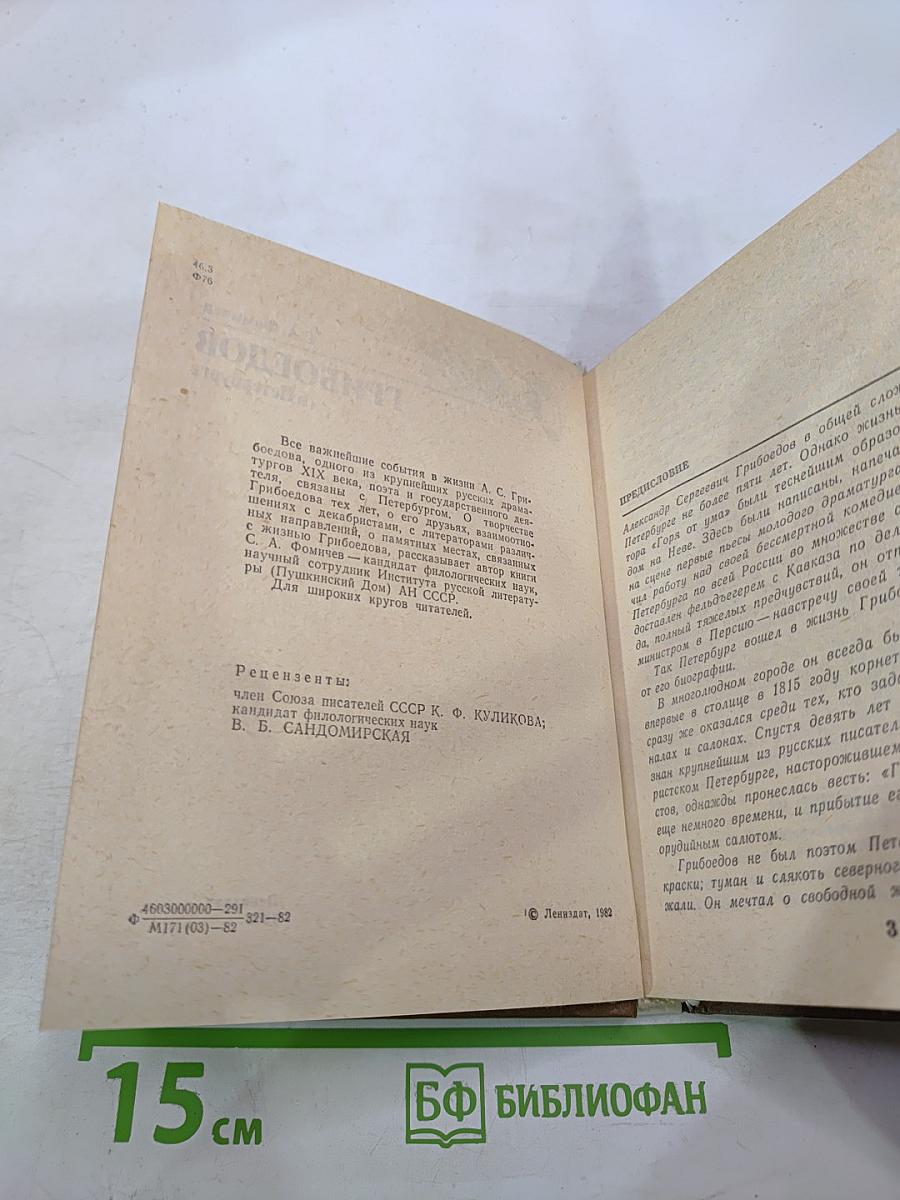 46.3
Ф76
Все важнейшие события в жизни А. С. Гри-
боедова, одного из крупнейших русских драма-
тургов XIX века, поэта и государственного дея-
теля, связаны с Петербургом. О творчестве
Грибоедова тех лет, о его друзьях, взаимоотно-
шениях с декабристами, с литераторами различ-
ных направлений, о памятных местах, связанных
с жизнью Грибоедова, рассказывает автор книги
С. А. Фомичев — кандидат филологических наук,
научный сотрудник Института русской литерату-
ры (Пушкинский Дом) АН СССР.
Для широких кругов читателей.
Рецензенты:
член Союза писателей СССР К. Ф. КУЛИКОВА;
кандидат филологических наук
В. Б. САНДОМИРСКАЯ
Ф 4603000000—291 321—82
М171(03)—82
© Лениздат, 1982
ПРЕДИСЛОВИЕ
Александр Сергеевич Грибоедов в общей слож
Петербурге не более пяти лет. Однако жизнь
тора «Горя от ума» были теснейшим образо
дом на Неве. Здесь были написаны, напеча
на сцене первые пьесы молодого драматурга
чил работу над своей бессмертной комедие
Петербурга по всей России во множестве с
доставлен фельдъегерем с Кавказа по дел
да, полный тяжелых предчувствий, он отп
министром в Персию — навстречу своей
Так Петербург вошел в жизнь Грибо
от его биографии.
В многолюдном городе он всегда бы
впервые в столице в 1815 году корнет
сразу же оказался среди тех, кто зада
налах и салонах. Спустя девять лет
знан крупнейшим из русских писател
ристском Петербурге, насторожившем
стов, однажды пронеслась весть: «Г
еще немного времени, и прибытие ег
орудийным салютом.
Грибоедов не был поэтом Пет
краски; туман и слякоть северног
жали. Он мечтал о свободной ж
3
15 см
БФ БИБЛИОФАН